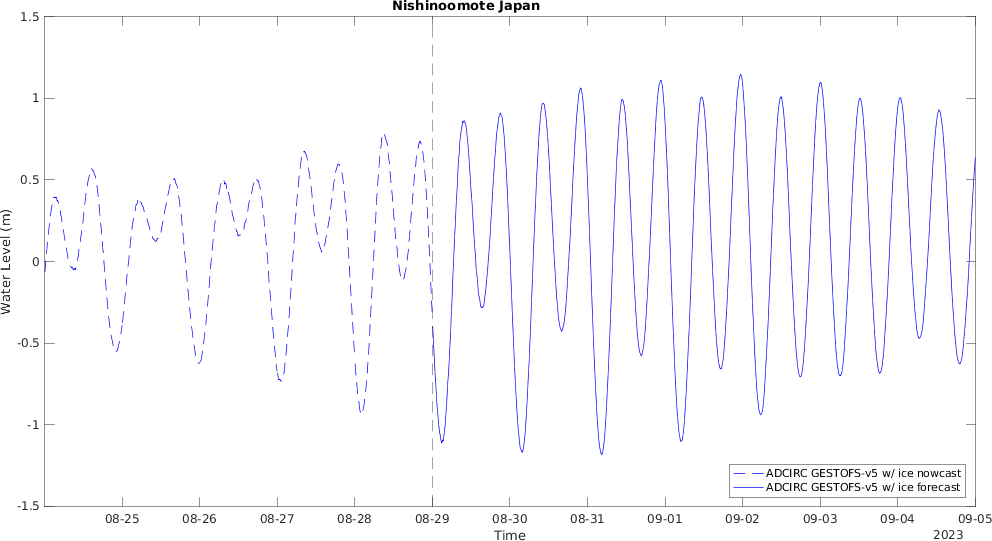 Nishinoomote Japan
Water Level (m)
1.5
1
0.5
0
-0.5
-1
-1.5
ADCIRC GESTOFS-v5 w/ ice nowcast
ADCIRC GESTOFS-v5 w/ ice forecast
08-25 08-26 08-27 08-28 08-29 08-30 08-31 09-01 09-02 09-03 09-04 09-05
Time
2023